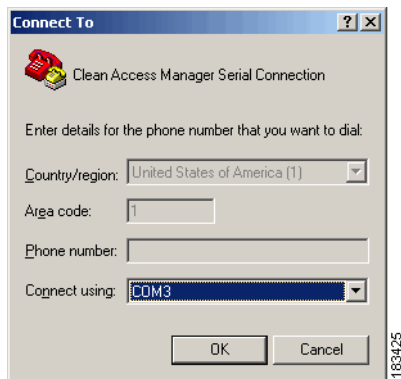 Connect To
Clean Access Manager Serial Connection
Enter details for the phone number that you want to dial:
Country/region: United States of America (1)
Area code: 1
Phone number:
Connect using: COM3
OK Cancel
183425